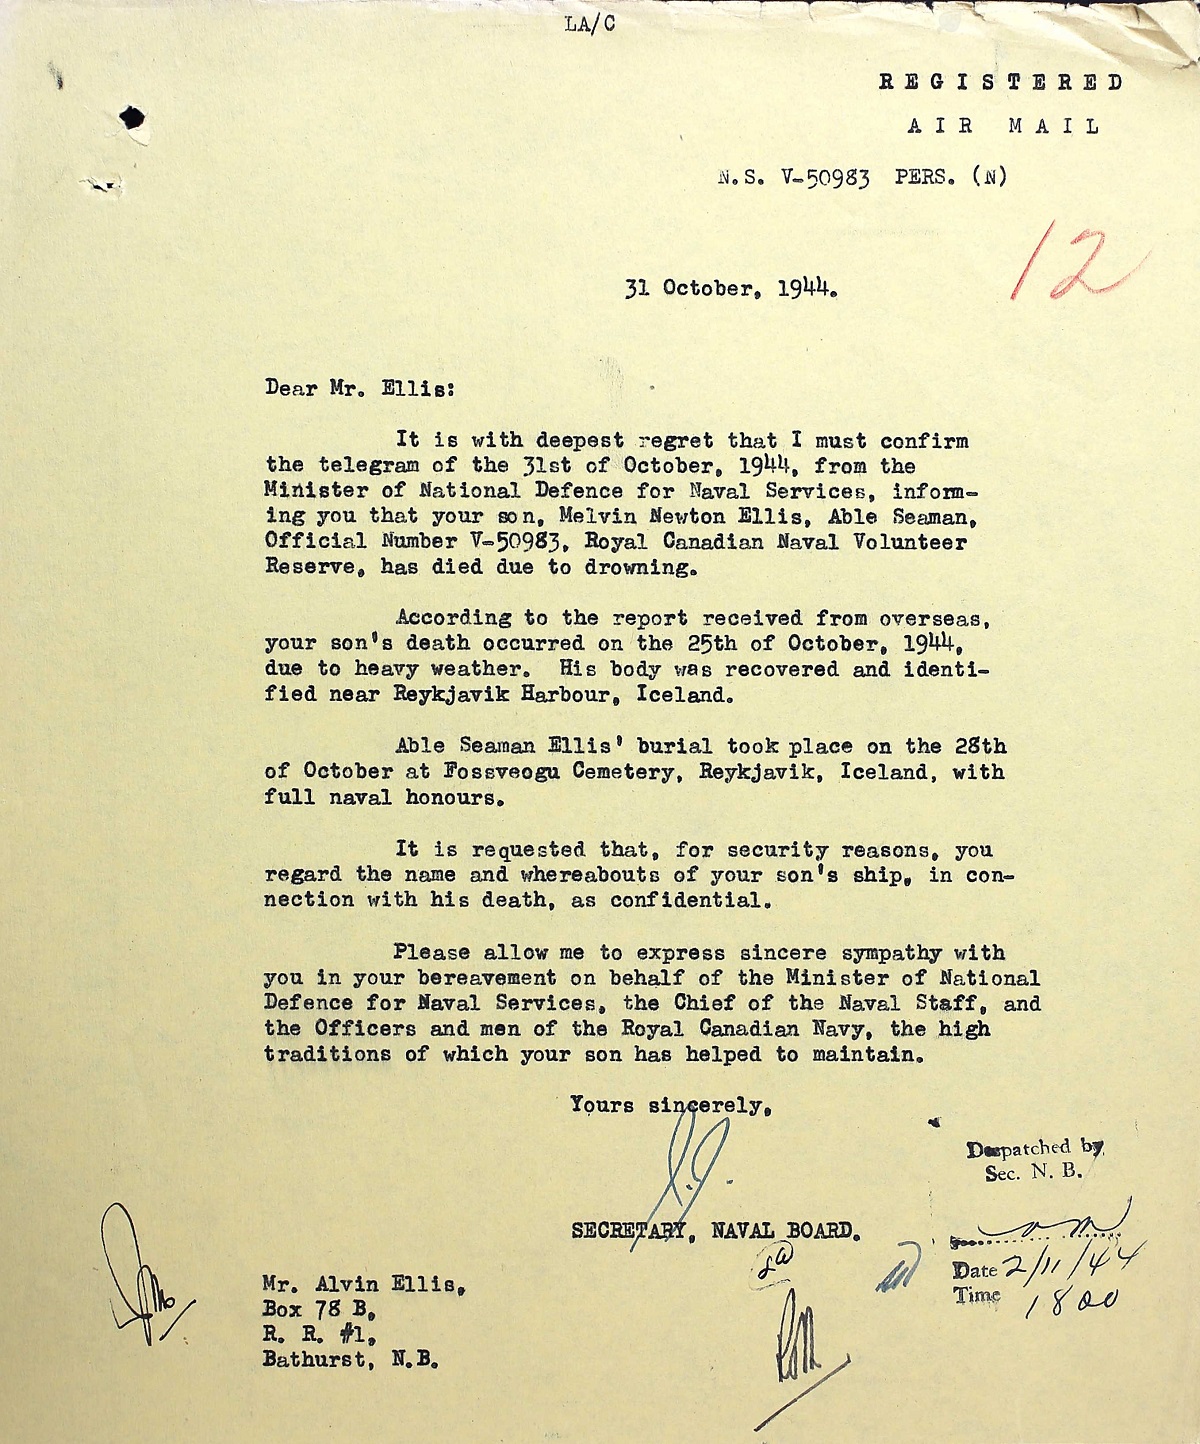 LA/C
REGISTERED
AIR MAIL
N.S. V-50983 PERS. (N)
12
31 October, 1944.
Dear Mr. Ellis:
It is with deepest regret that I must confirm
the telegram of the 31st of October, 1944, from the
Minister of National Defence for Naval Services, inform-
ing you that your son, Melvin Newton Ellis, Able Seaman,
Official Number V-50983, Royal Canadian Naval Volunteer
Reserve, has died due to drowning.
According to the report received from overseas,
your son's death occurred on the 25th of October, 1944,
due to heavy weather. His body was recovered and identi-
fied near Reykjavik Harbour, Iceland.
Able Seaman Ellis' burial took place on the 28th
of October at Fossveogu Cemetery, Reykjavik, Iceland, with
full naval honours.
It is requested that, for security reasons, you
regard the name and whereabouts of your son's ship, in con-
nection with his death, as confidential.
Please allow me to express sincere sympathy with
you in your bereavement on behalf of the Minister of National
Defence for Naval Services, the Chief of the Naval Staff, and
the Officers and men of the Royal Canadian Navy, the high
traditions of which your son has helped to maintain.
Yours sincerely,
SECRETARY, NAVAL BOARD.
Despatched by
Sec. N. B.
Date 2/11/44
Time 1800
Mr. Alvin Ellis,
Box 78 B,
R. R. #1,
Bathurst, N.B.